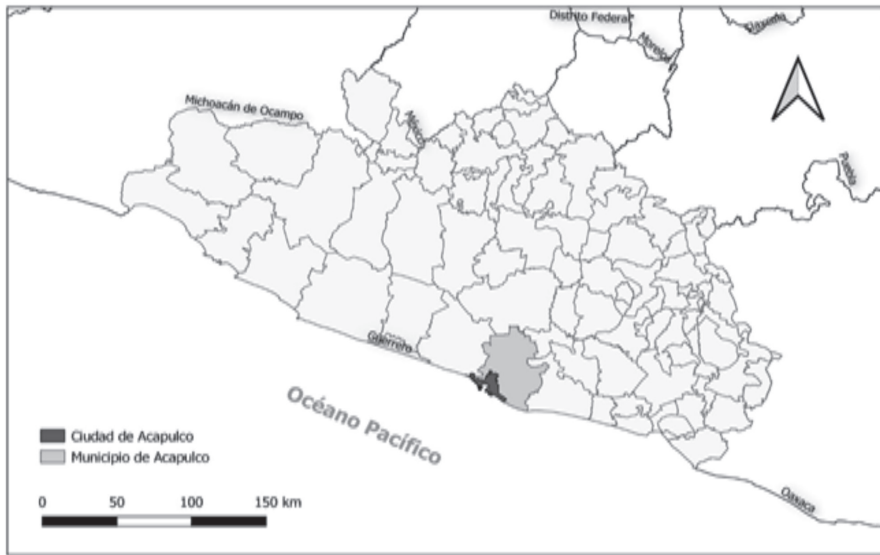 Distrito Federal
Morelos
Tlaxcala
Michoacán de Ocampo
México
Puebla
Guerrero
Océano Pacífico
Ciudad de Acapulco
Municipio de Acapulco
0 50 100 150 km
Oaxaca